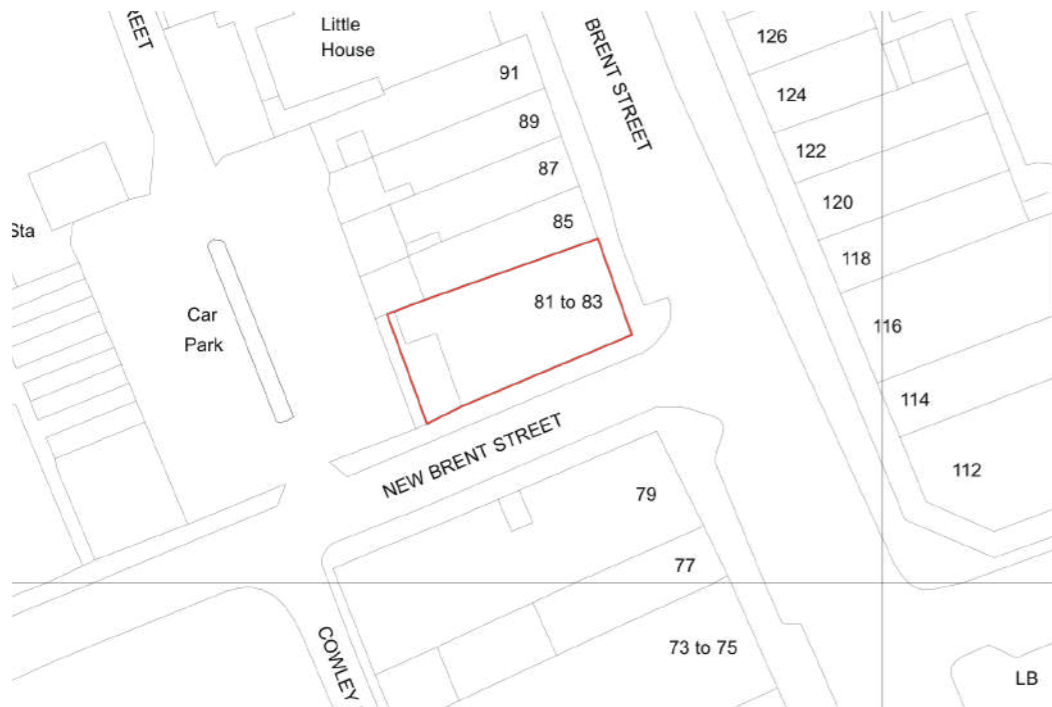 REET
Little
House
BRENT STREET
126
91
124
89
122
87
120
85
118
Sta
81 to 83
Car
Park
116
114
NEW BRENT STREET
112
79
77
73 to 75
COWLEY
LB